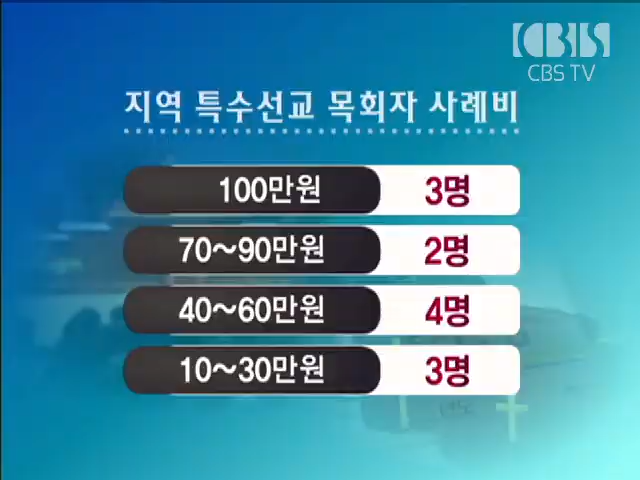 CBS
CBS TV
지역 특수선교 목회자 사례비
100만원 3명
70~90만원 2명
40~60만원 4명
10~30만원 3명